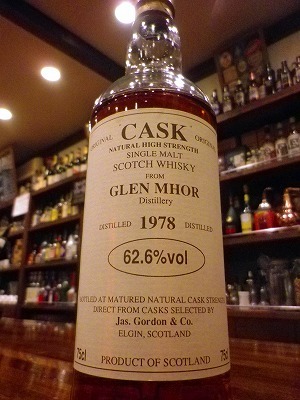 ORIGINAL CASK ORIGINAL
NATURAL HIGH STRENGTH
SINGLE MALT
SCOTCH WHISKY
FROM
GLEN MHOR
Distillery
DISTILLED 1978 DISTILLED
62.6%vol
BOTTLED AT MATURED NATURAL CASK STRENGTH
DIRECT FROM CASKS SELECTED BY
Jas. Gordon & Co.
ELGIN, SCOTLAND
75cl PRODUCT OF SCOTLAND 75cl